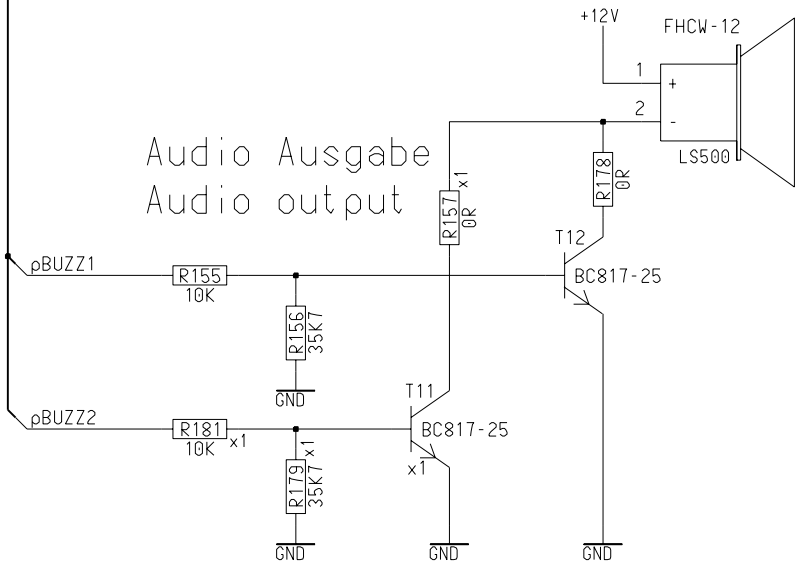 +12V
FHCW-12
1
+
2
-
LS500
Audio Ausgabe
Audio output
R157
x1
0R
R178
0R
T12
BC817-25
pBUZZ1
R155
10K
R156
35K7
GND
T11
BC817-25
x1
pBUZZ2
R181
10K
x1
R179
x1
35K7
GND
GND
GND